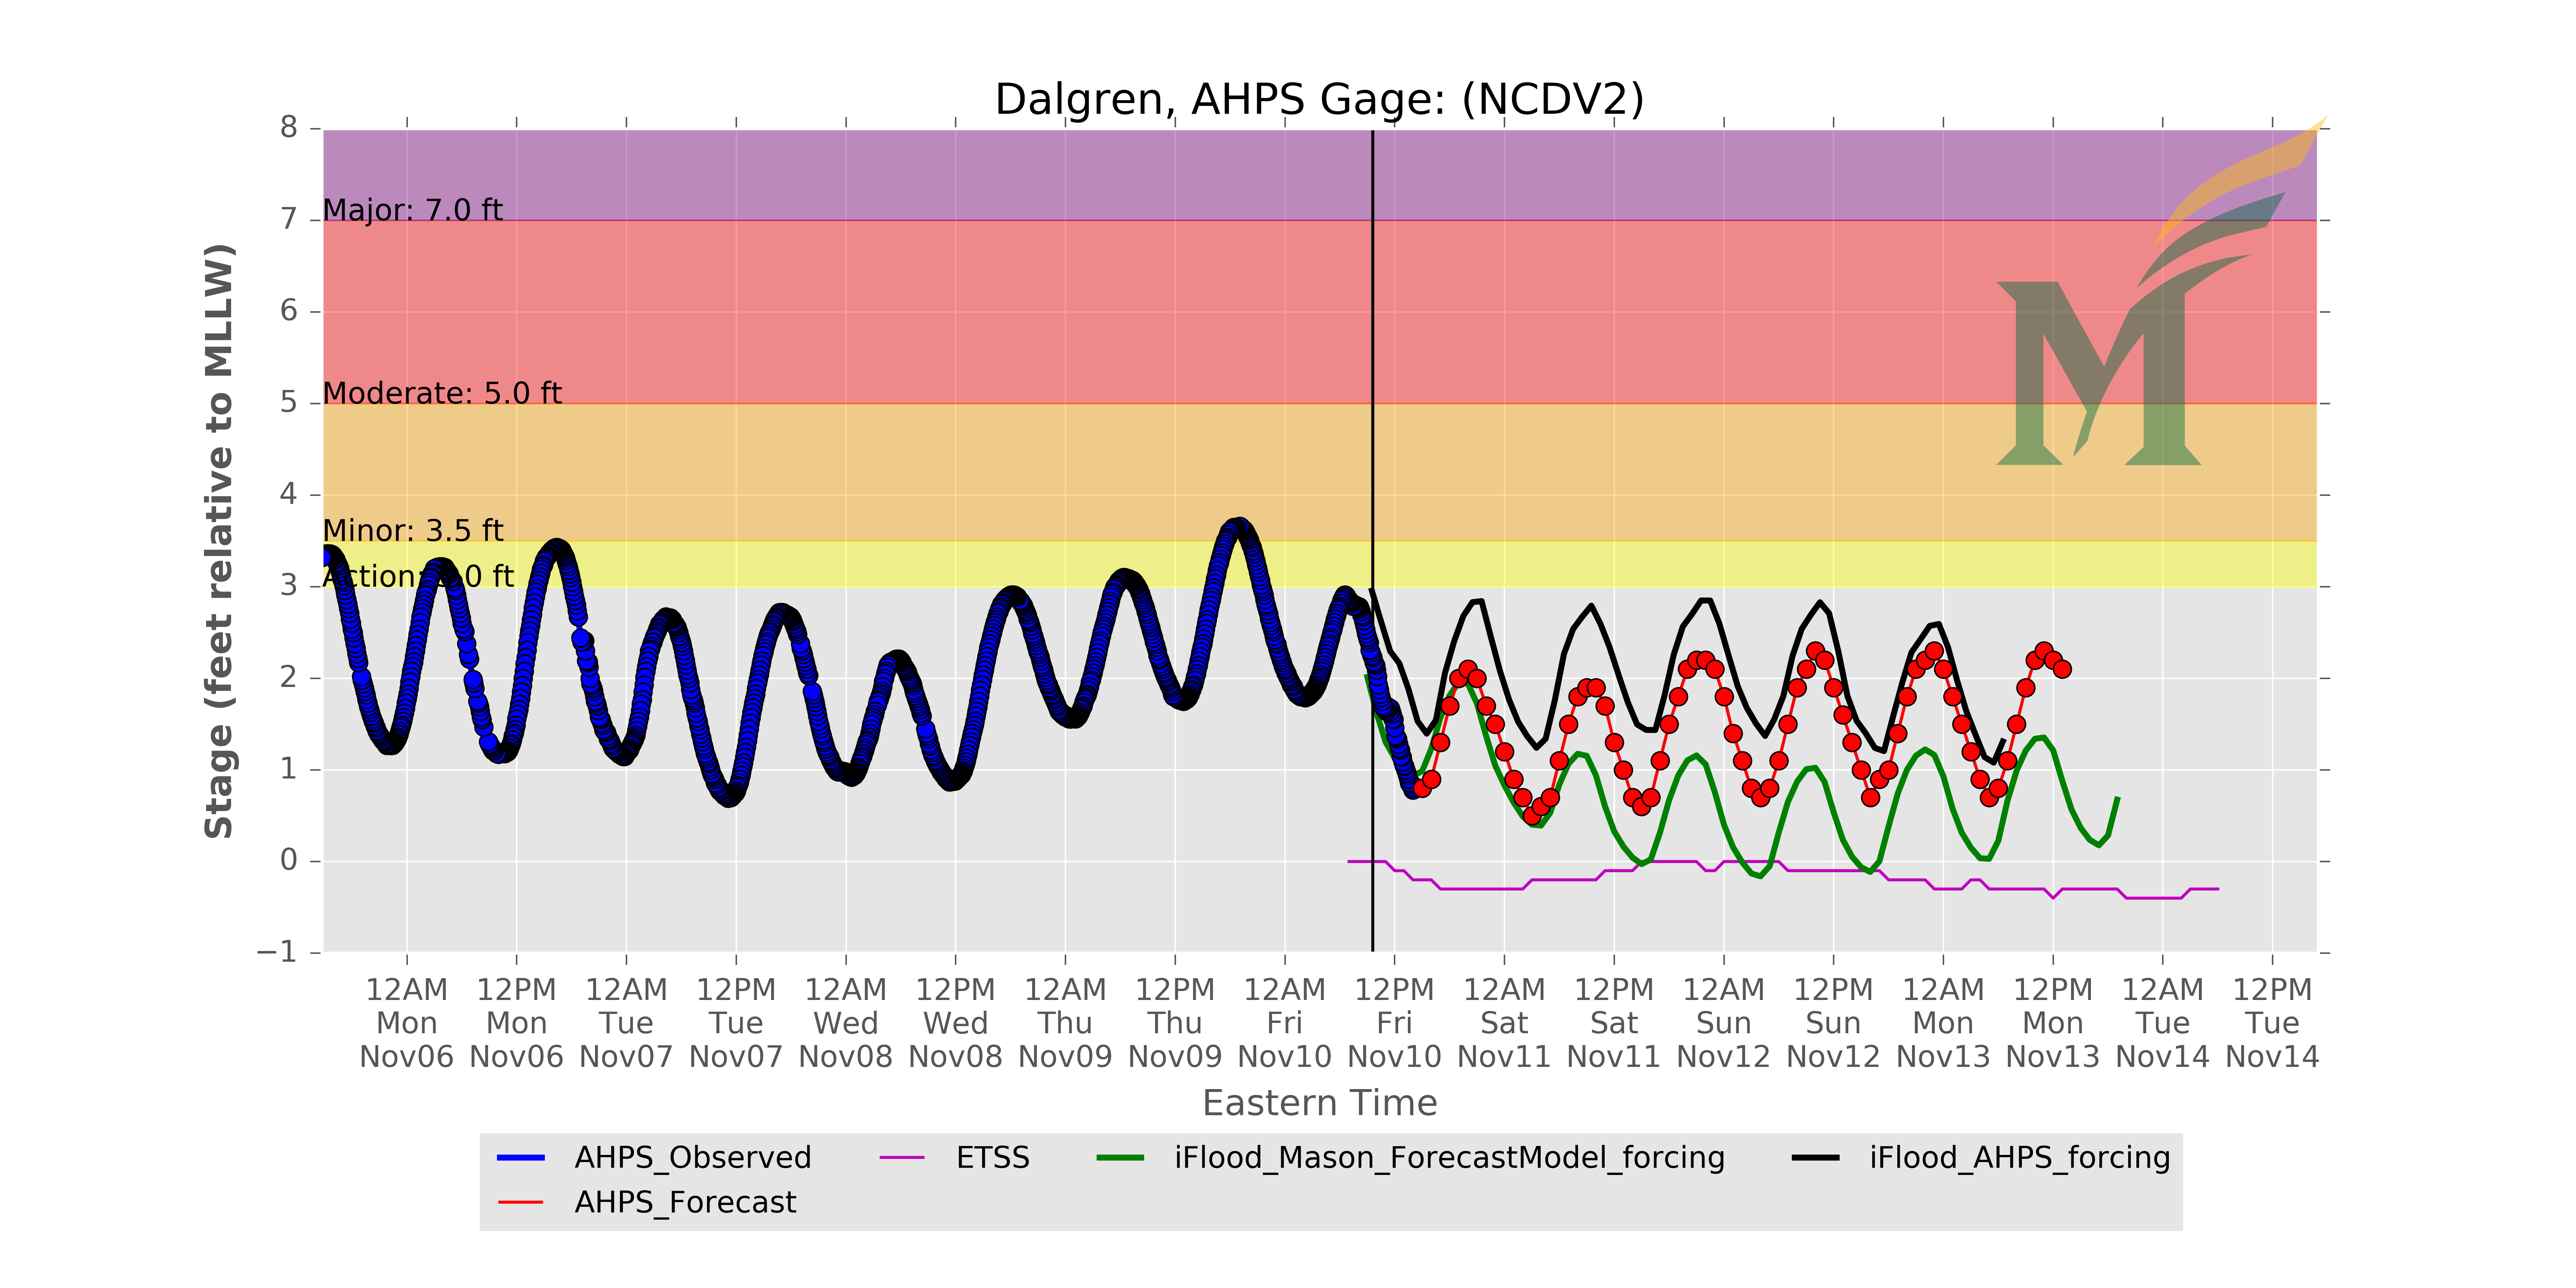 Dalgren, AHPS Gage: (NCDV2)
8
7
6
5
4
3
2
1
0
−1
Stage (feet relative to MLLW)
Major: 7.0 ft
Moderate: 5.0 ft
Minor: 3.5 ft
Action: 3.0 ft
12AM 12PM 12AM 12PM 12AM 12PM 12AM 12PM 12AM 12PM 12AM 12PM 12AM 12PM 12AM 12PM 12AM 12PM
Mon Mon Tue Tue Wed Wed Thu Thu Fri Fri Sat Sat Sun Sun Mon Mon Tue Tue
Nov06 Nov06 Nov07 Nov07 Nov08 Nov08 Nov09 Nov09 Nov10 Nov10 Nov11 Nov11 Nov12 Nov12 Nov13 Nov13 Nov14 Nov14
Eastern Time
AHPS_Observed ETSS iFlood_Mason_ForecastModel_forcing iFlood_AHPS_forcing
AHPS_Forecast
M